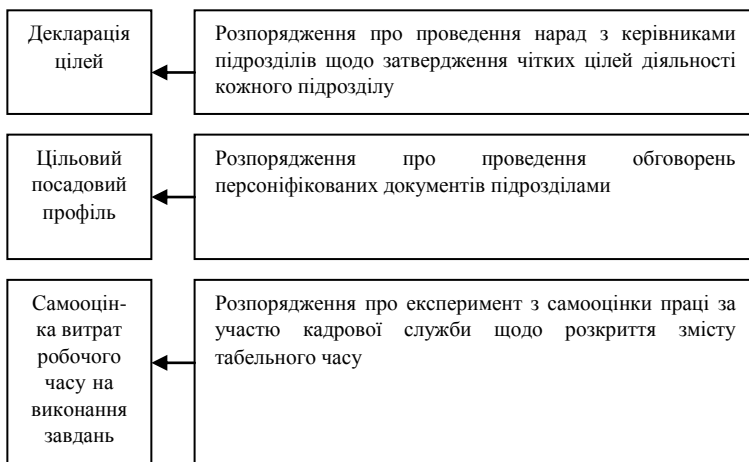 Декларація
цілей
Розпорядження про проведення нарад з керівниками
підрозділів щодо затвердження чітких цілей діяльності
кожного підрозділу
Цільовий
посадовий
профіль
Розпорядження про проведення обговорень
персоніфікованих документів підрозділами
Самооцін-
ка витрат
робочого
часу на
виконання
завдань
Розпорядження про експеримент з самооцінки праці за
участю кадрової служби щодо розкриття змісту
табельного часу